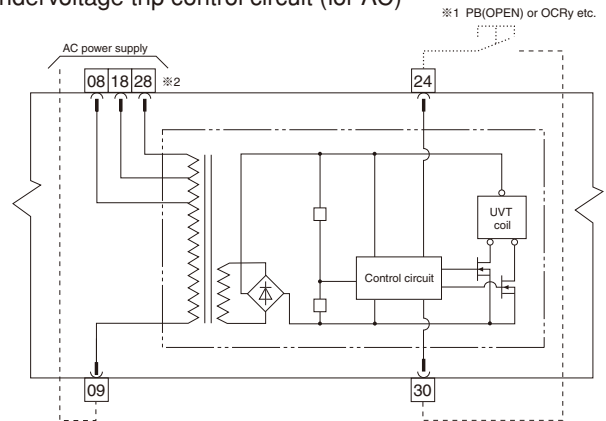 ndervoltage trip control circuit (for AC)
※1 PB(OPEN) or OCRy etc.
AC power supply
08 18 28 ※2
24
UVT
coil
Control circuit
09
30